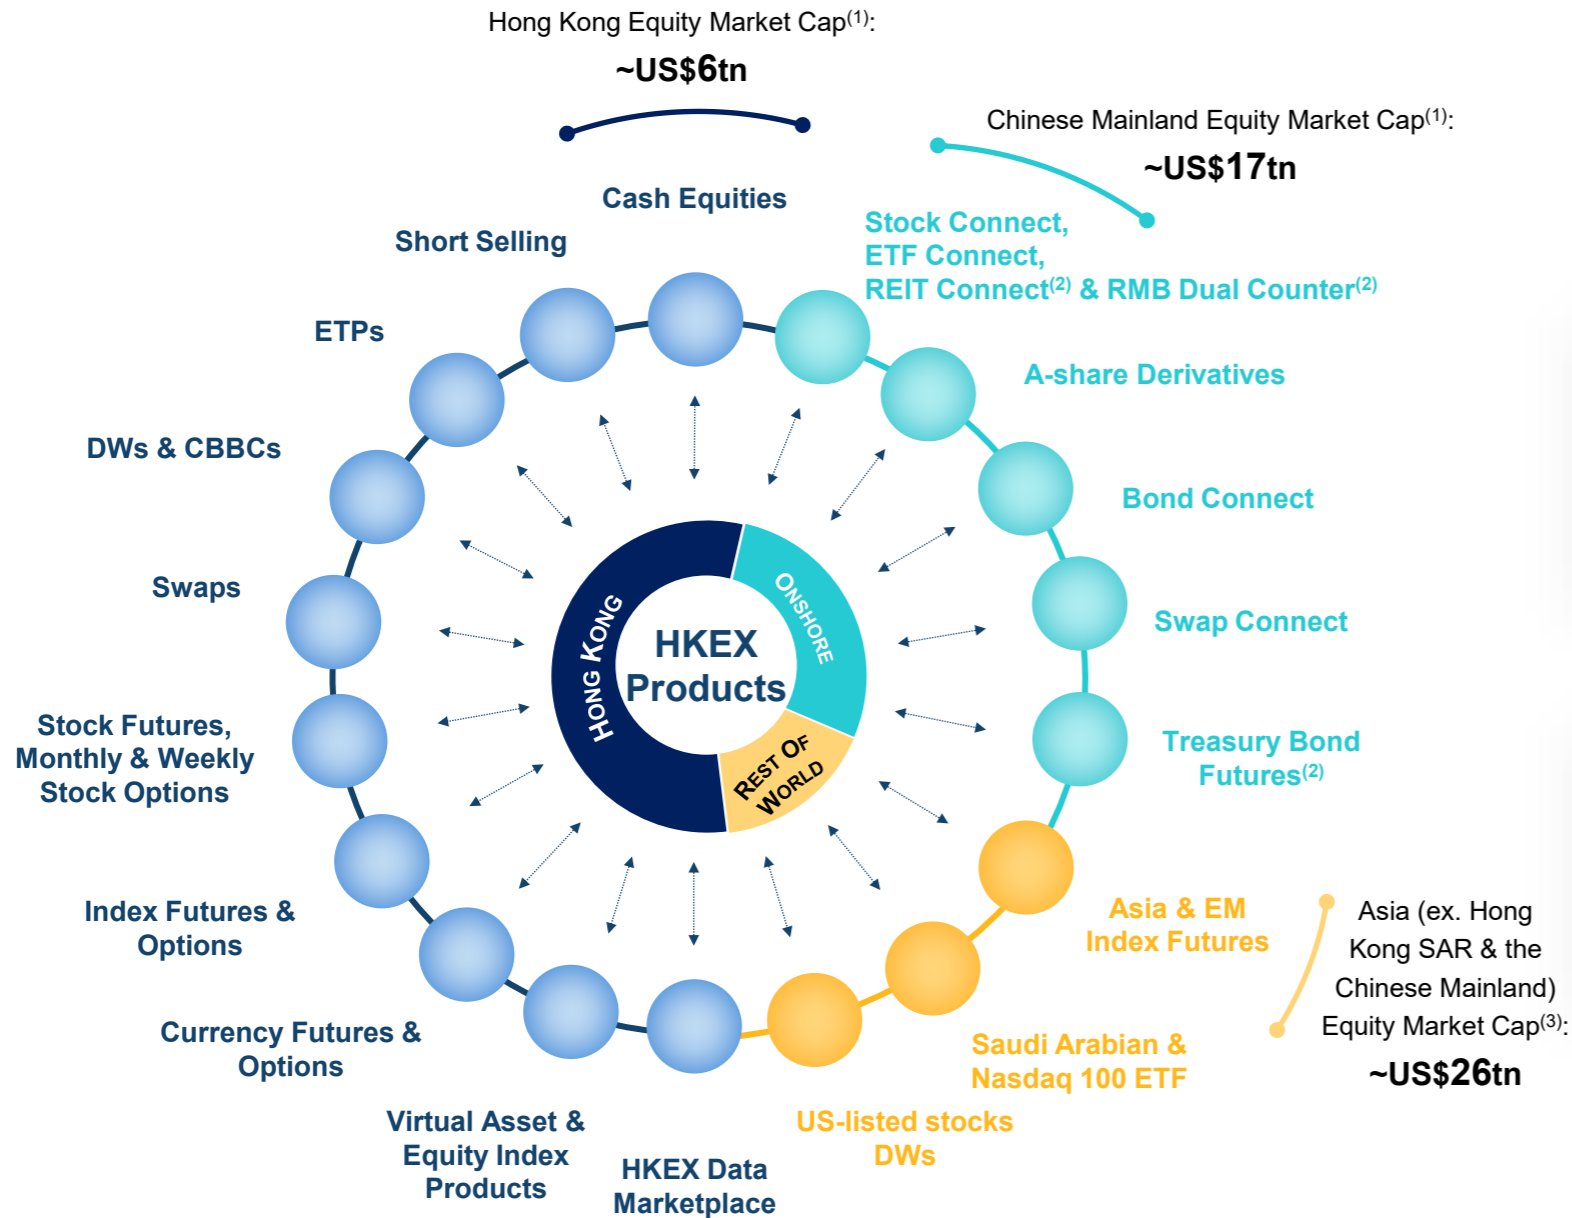 Hong Kong Equity Market Cap(1):
~US$6tn
Chinese Mainland Equity Market Cap(1):
~US$17tn
Cash Equities
Short Selling
Stock Connect,
ETF Connect,
REIT Connect(2) & RMB Dual Counter(2)
ETPs
A-share Derivatives
DWs & CBBCs
Bond Connect
Swaps
Swap Connect
HONG KONG
ONSHORE
REST OF
WORLD
HKEX
Products
Stock Futures,
Monthly & Weekly
Stock Options
Treasury Bond
Futures(2)
Index Futures &
Options
Asia & EM
Index Futures
Asia (ex. Hong
Kong SAR & the
Chinese Mainland)
Equity Market Cap(3):
~US$26tn
Currency Futures &
Options
Saudi Arabian &
Nasdaq 100 ETF
Virtual Asset &
Equity Index
Products
HKEX Data
Marketplace
US-listed stocks
DWs